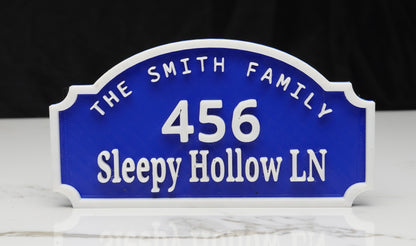 THE SMITH FAMILY
456
Sleepy Hollow LN